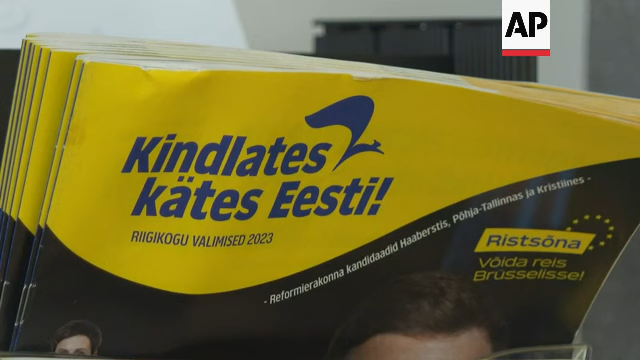 AP
Kindlates
kätes Eesti!
RIIGIKOGU VALIMISED 2023
- Reformierakonna kandidaadid Haaberstis, Põhja-Tallinnas ja Kristiines -
Ristsõna
Võida reis
Brüsselisse!